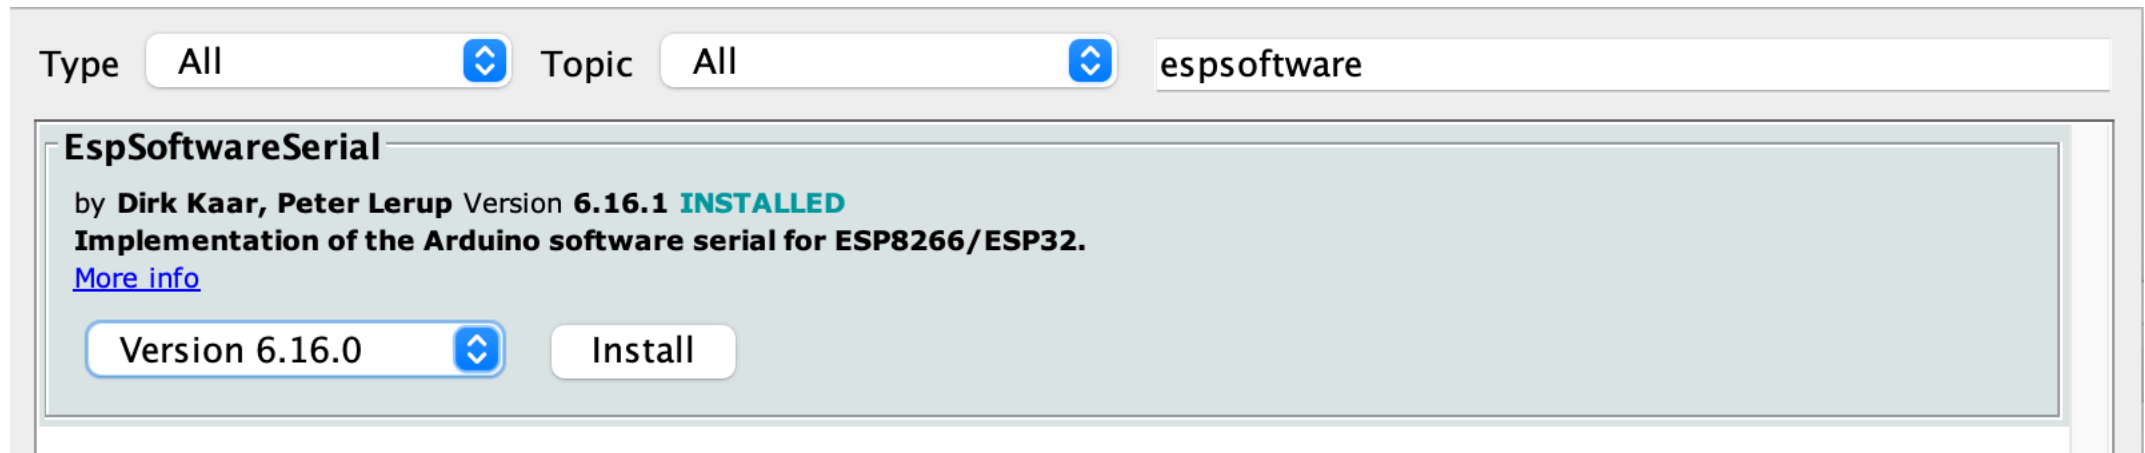 Type All Topic All espsoftware
EspSoftwareSerial
by Dirk Kaar, Peter Lerup Version 6.16.1 INSTALLED
Implementation of the Arduino software serial for ESP8266/ESP32.
More info
Version 6.16.0 Install